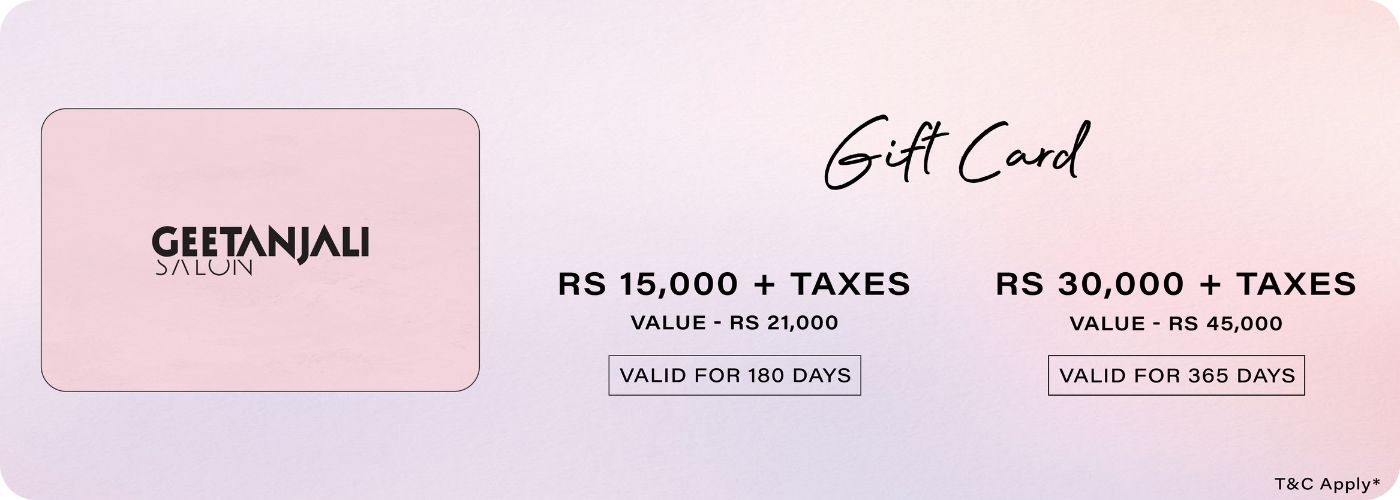 GEETANJALI
SALON
Gift Card
RS 15,000 + TAXES
VALUE - RS 21,000
VALID FOR 180 DAYS
RS 30,000 + TAXES
VALUE - RS 45,000
VALID FOR 365 DAYS
T&C Apply*